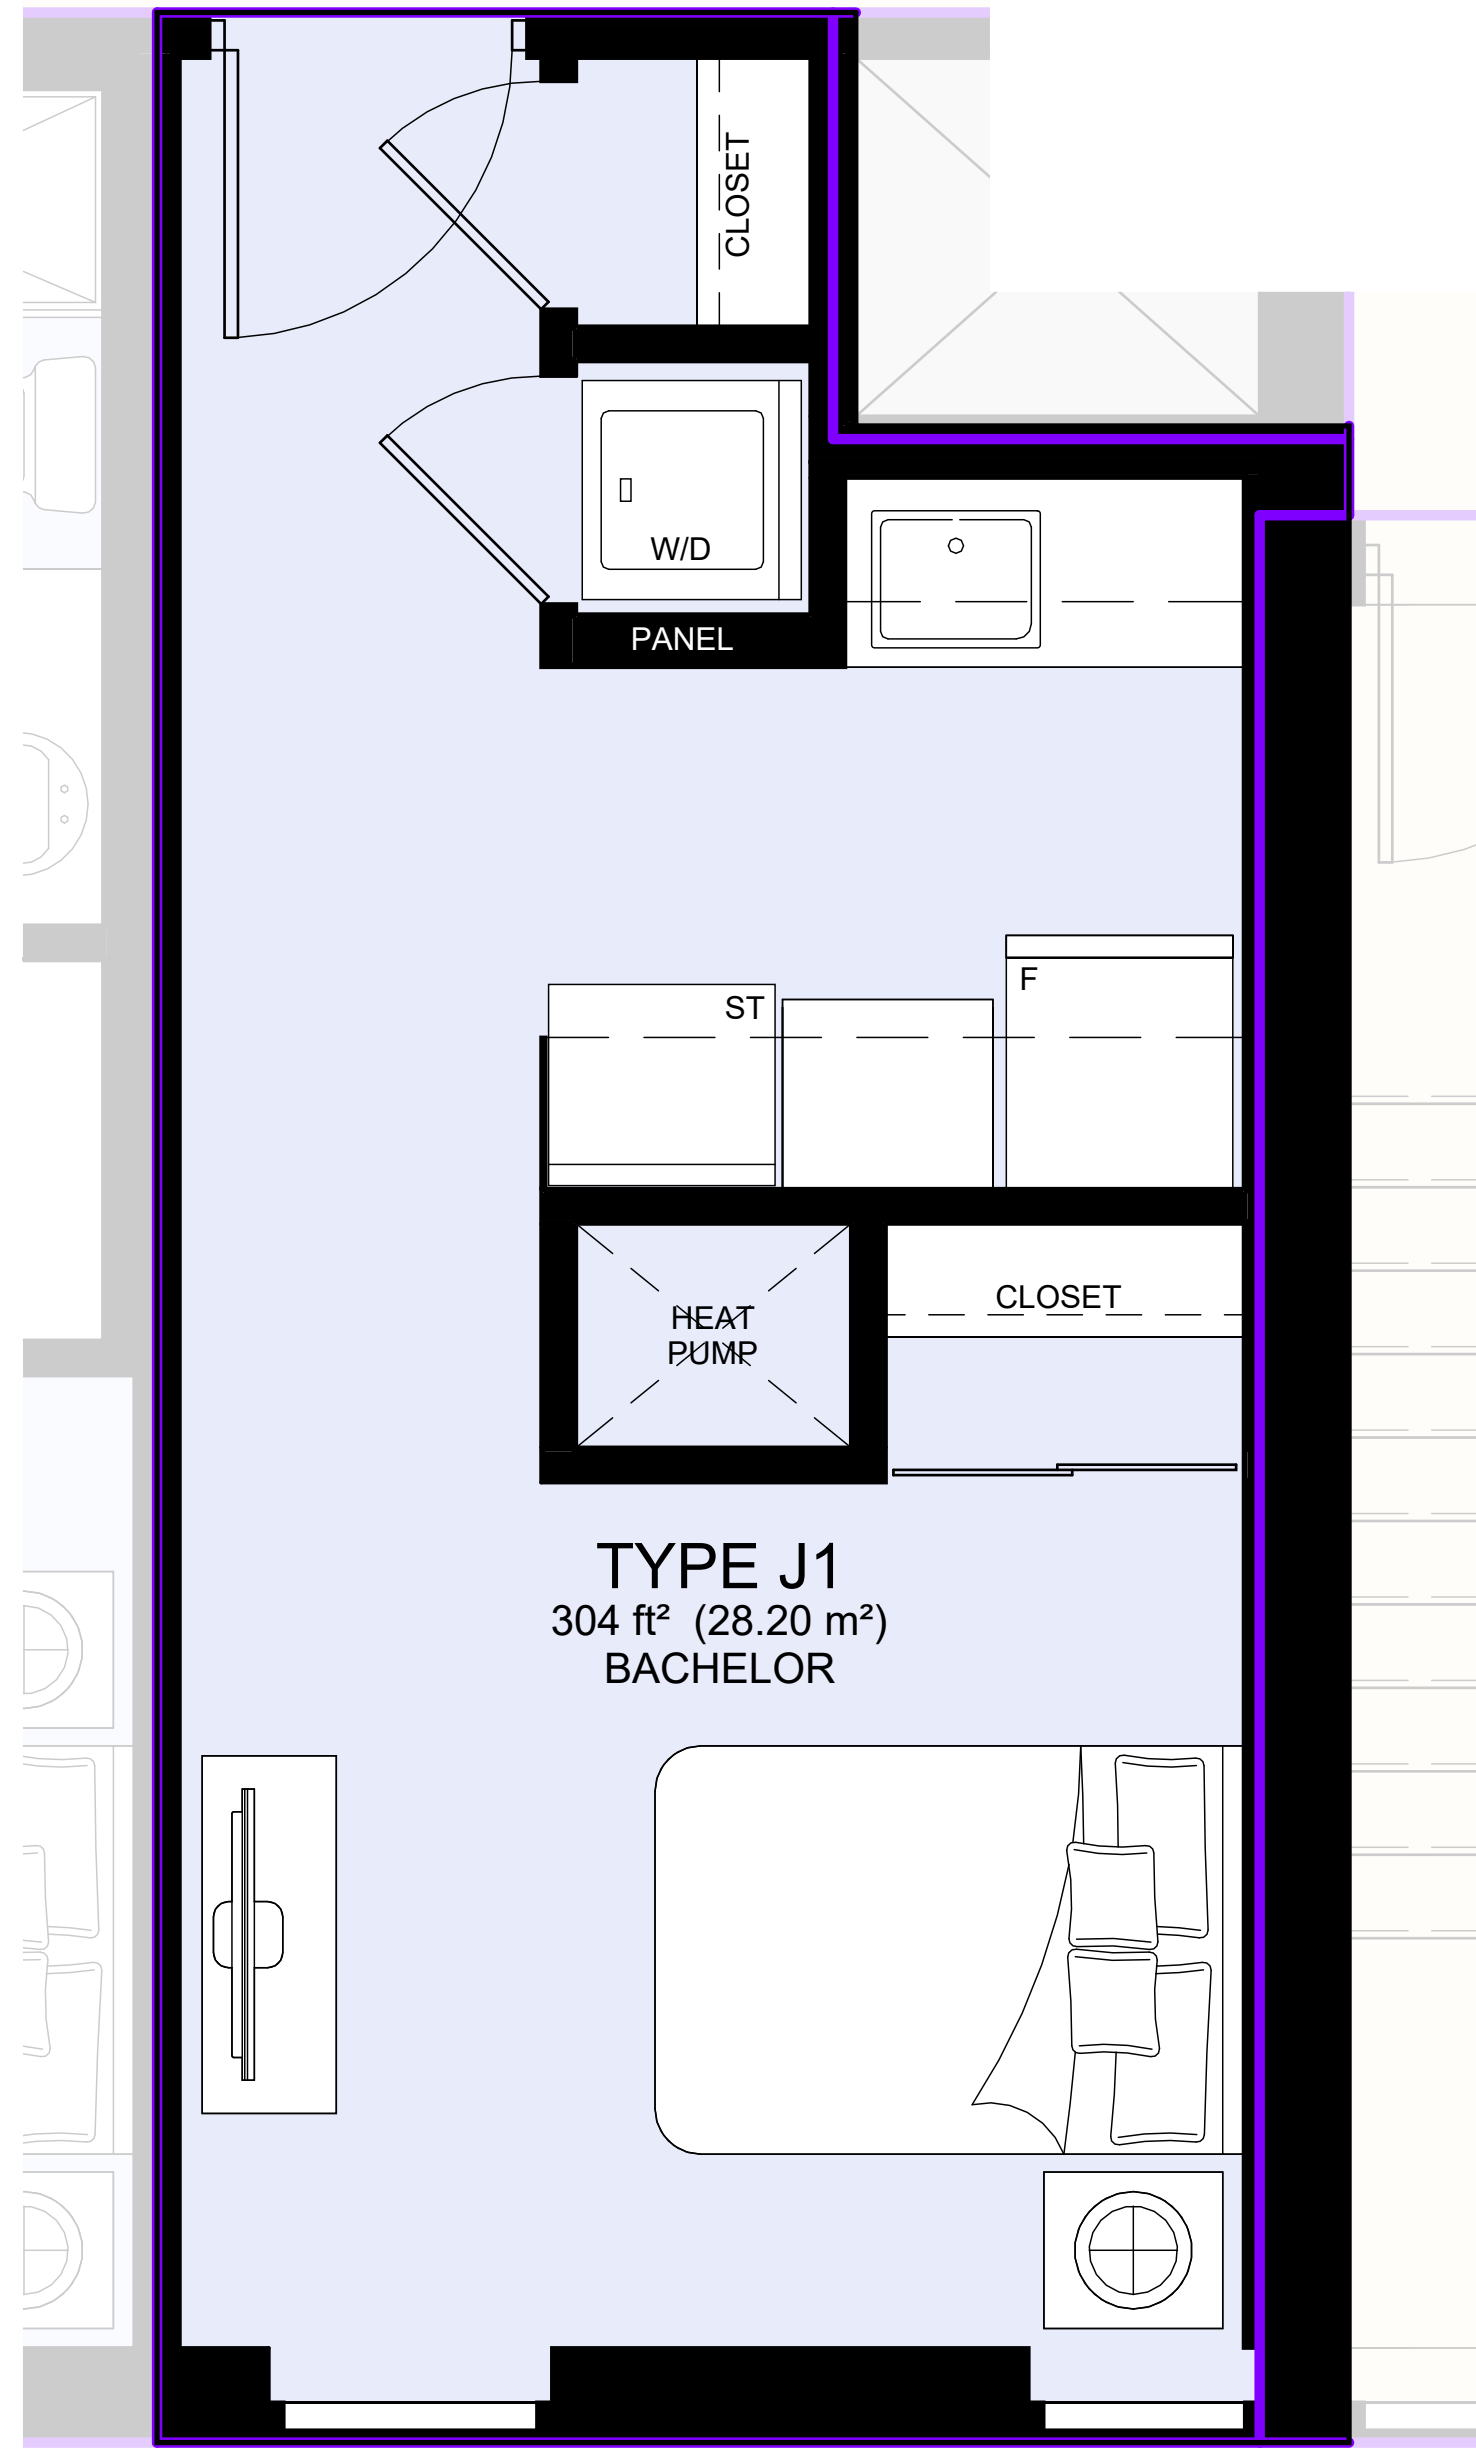 CLOSET
W/D
PANEL
F
ST
CLOSET
HEAT
PUMP
TYPE J1
304 ft² (28.20 m²)
BACHELOR